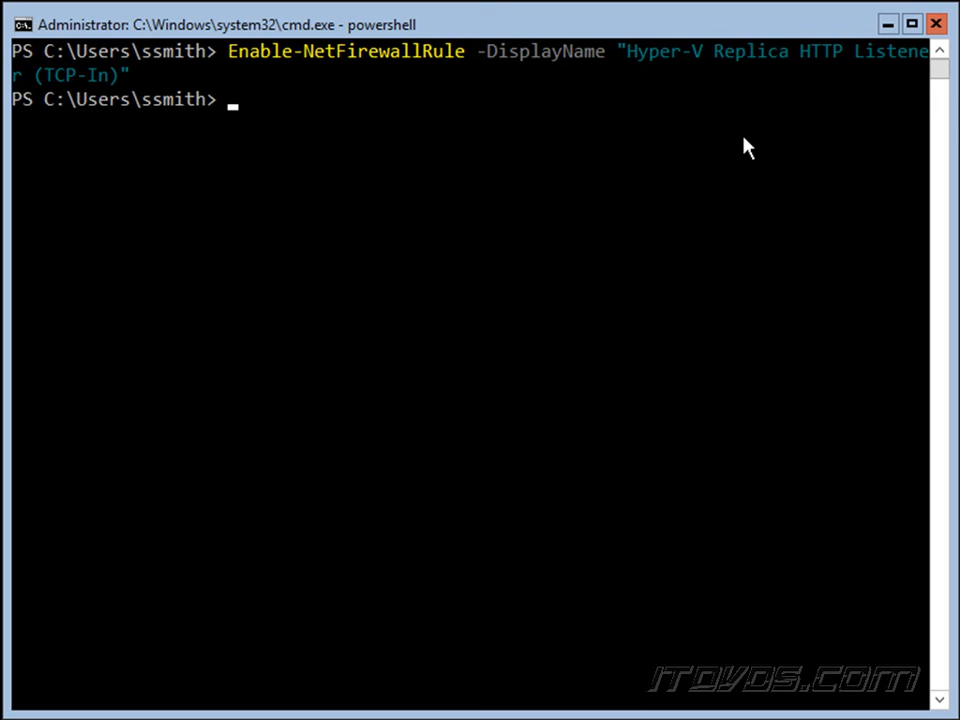 Administrator: C:\Windows\system32\cmd.exe - powershell
PS C:\Users\ssmith> Enable-NetFirewallRule -DisplayName "Hyper-V Replica HTTP Listene
r (TCP-In)"
PS C:\Users\ssmith>
ITDVDS.COM